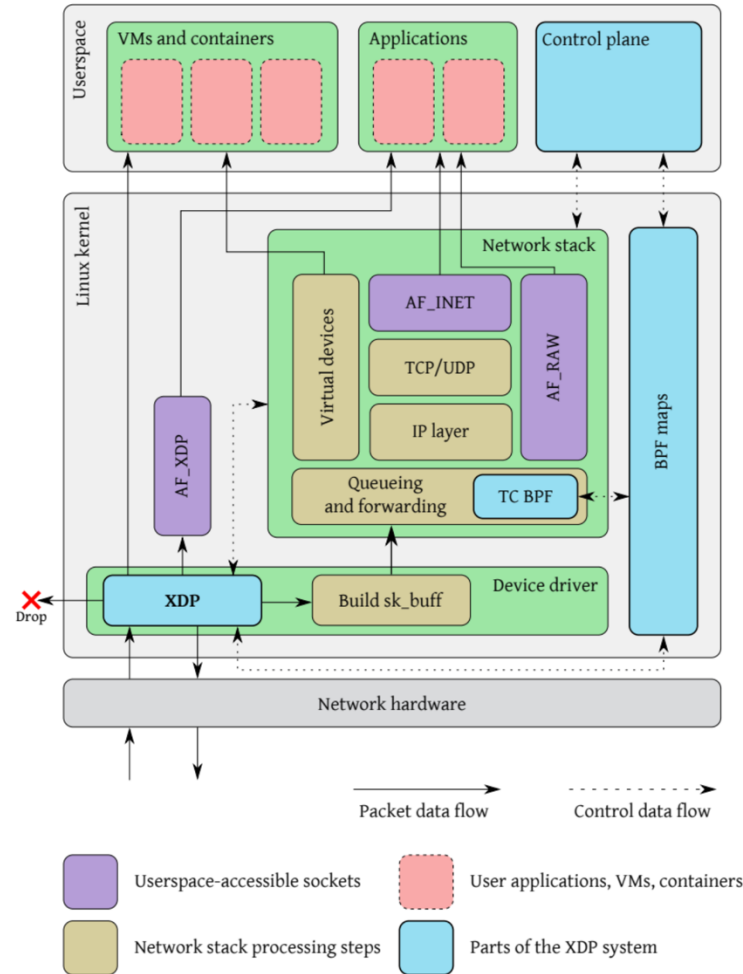 Userspace
VMs and containers
Applications
Control plane
Linux kernel
Network stack
Virtual devices
AF_INET
TCP/UDP
IP layer
AF_RAW
BPF maps
AF_XDP
Queueing
and forwarding
TC BPF
Device driver
XDP
Build sk_buff
Drop
Network hardware
Packet data flow
Control data flow
Userspace-accessible sockets
User applications, VMs, containers
Network stack processing steps
Parts of the XDP system